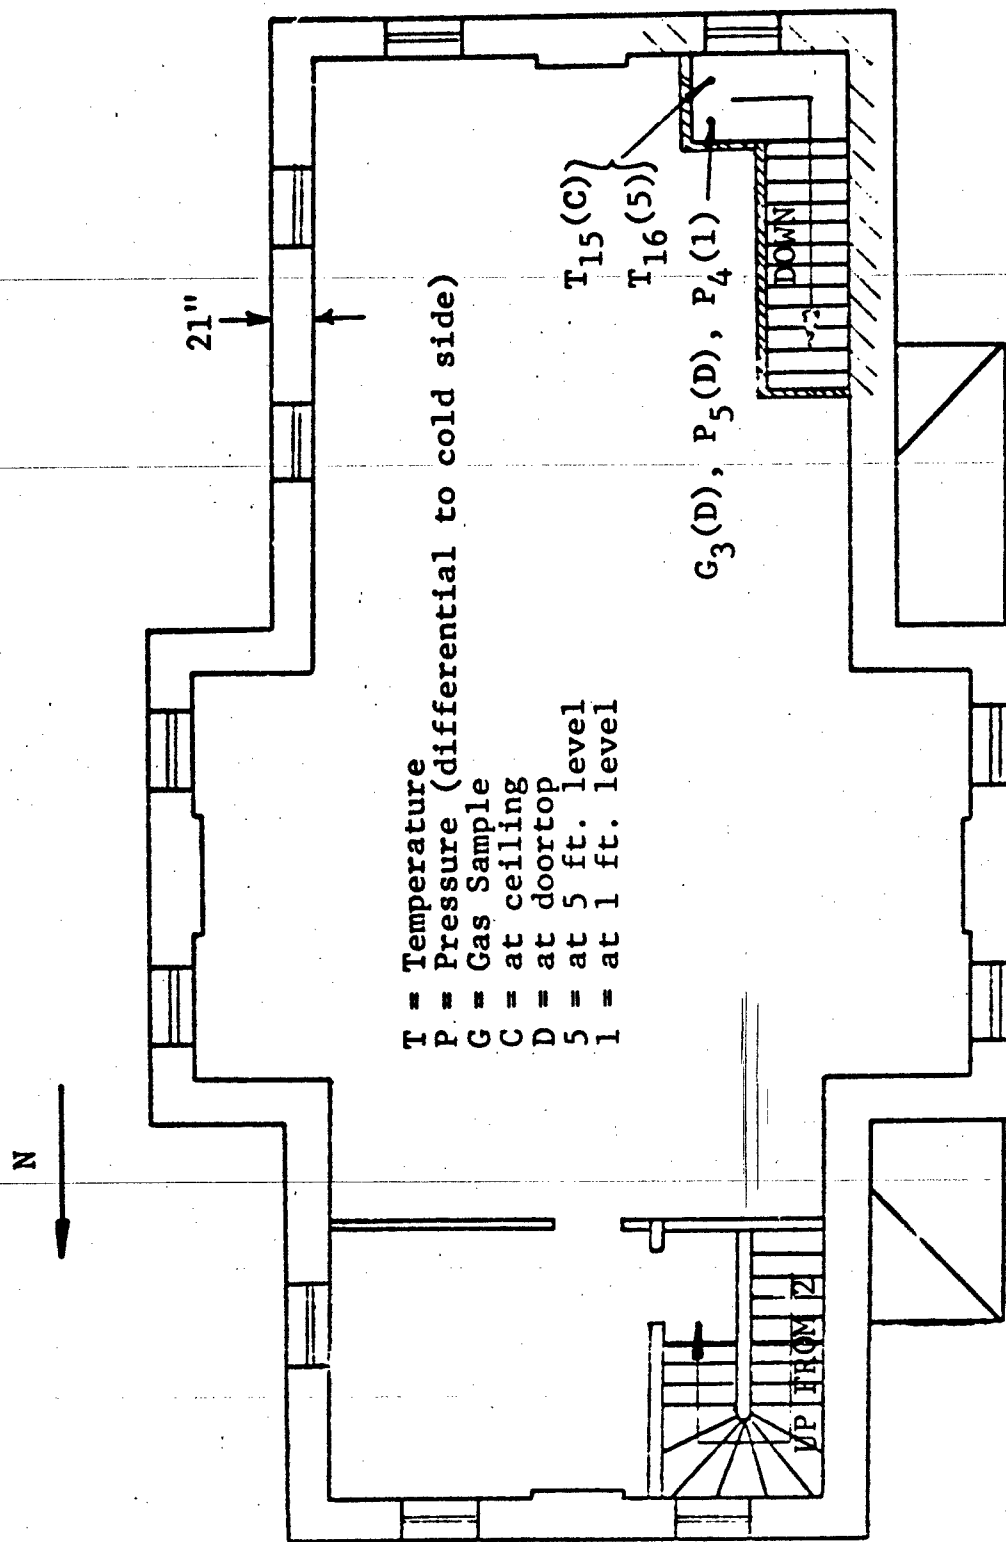 N
21"
T = Temperature
P = Pressure (differential to cold side)
G = Gas Sample
C = at ceiling
D = at doortop
5 = at 5 ft. level
1 = at 1 ft. level
T15(C)
T16(5)
G3(D), P5(D), P4(1)
DOWN
UP FROM 2